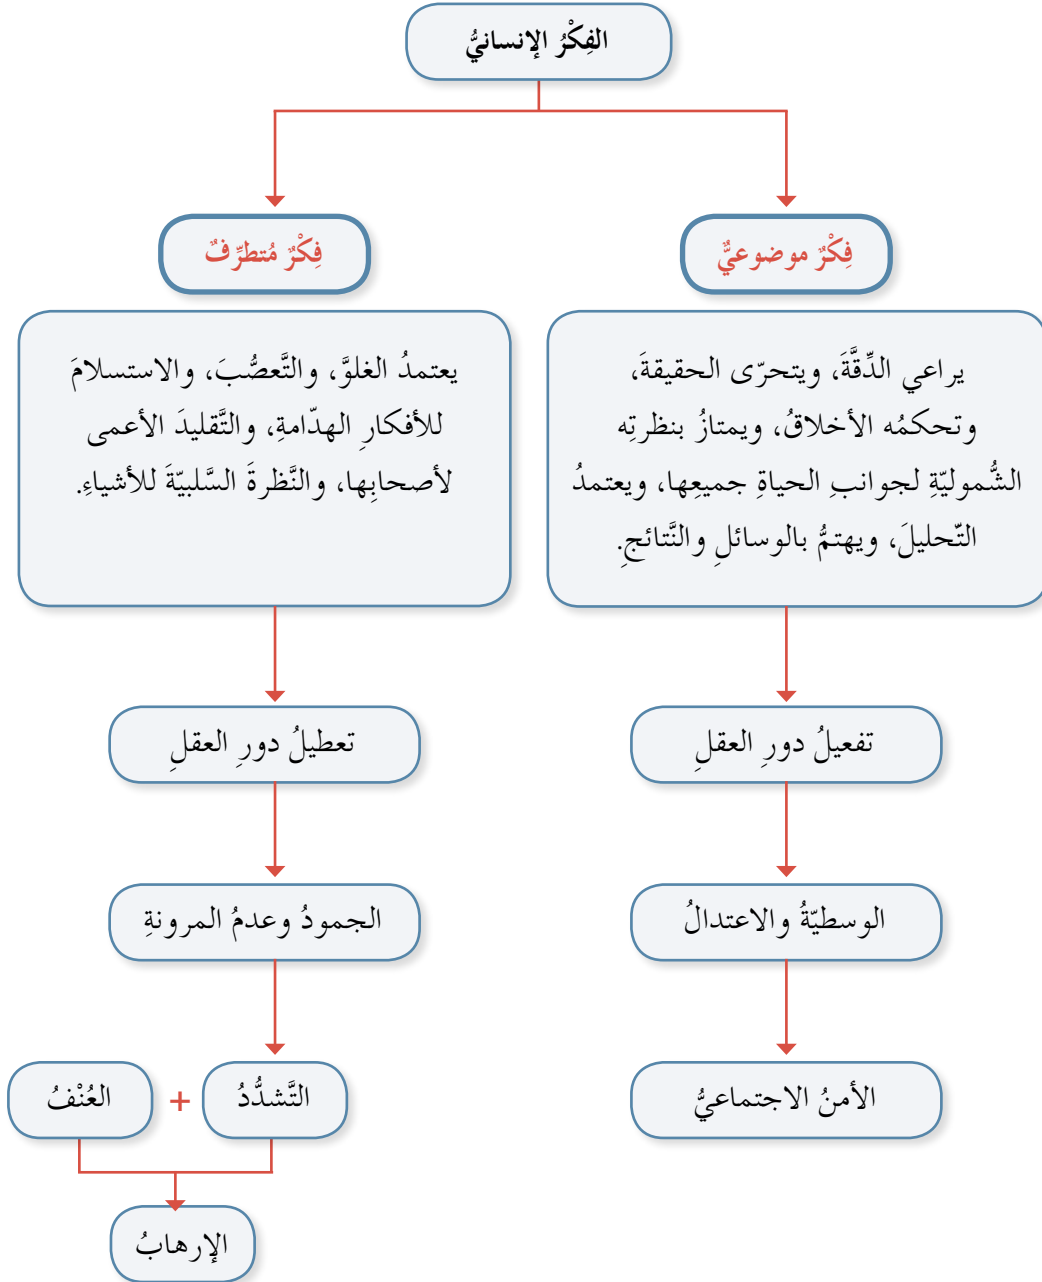 الفِكْرُ الإنسانيُّ
فِكْرٌ موضوعيٌّ
يراعي الدِّقَّةَ، ويتحرّى الحقيقةَ،
وتحكمُه الأخلاقُ، ويمتازُ بنظرتِه
الشُّموليّةِ لجوانبِ الحياةِ جميعِها، ويعتمدُ
التّحليلَ، ويهتمُّ بالوسائلِ والنَّتائجِ.
تفعيلُ دورِ العقلِ
الوسطيّةُ والاعتدالُ
الأمنُ الاجتماعيُّ
فِكْرٌ مُتطرِّفٌ
يعتمدُ الغلوَّ، والتَّعصُّبَ، والاستسلامَ
للأفكارِ الهدّامةِ، والتَّقليدَ الأعمى
لأصحابِها، والنَّظرةَ السَّلبيّةَ للأشياءِ.
تعطيلُ دورِ العقلِ
الجمودُ وعدمُ المرونةِ
التَّشدُّدُ + العُنْفُ
الإرهابُ